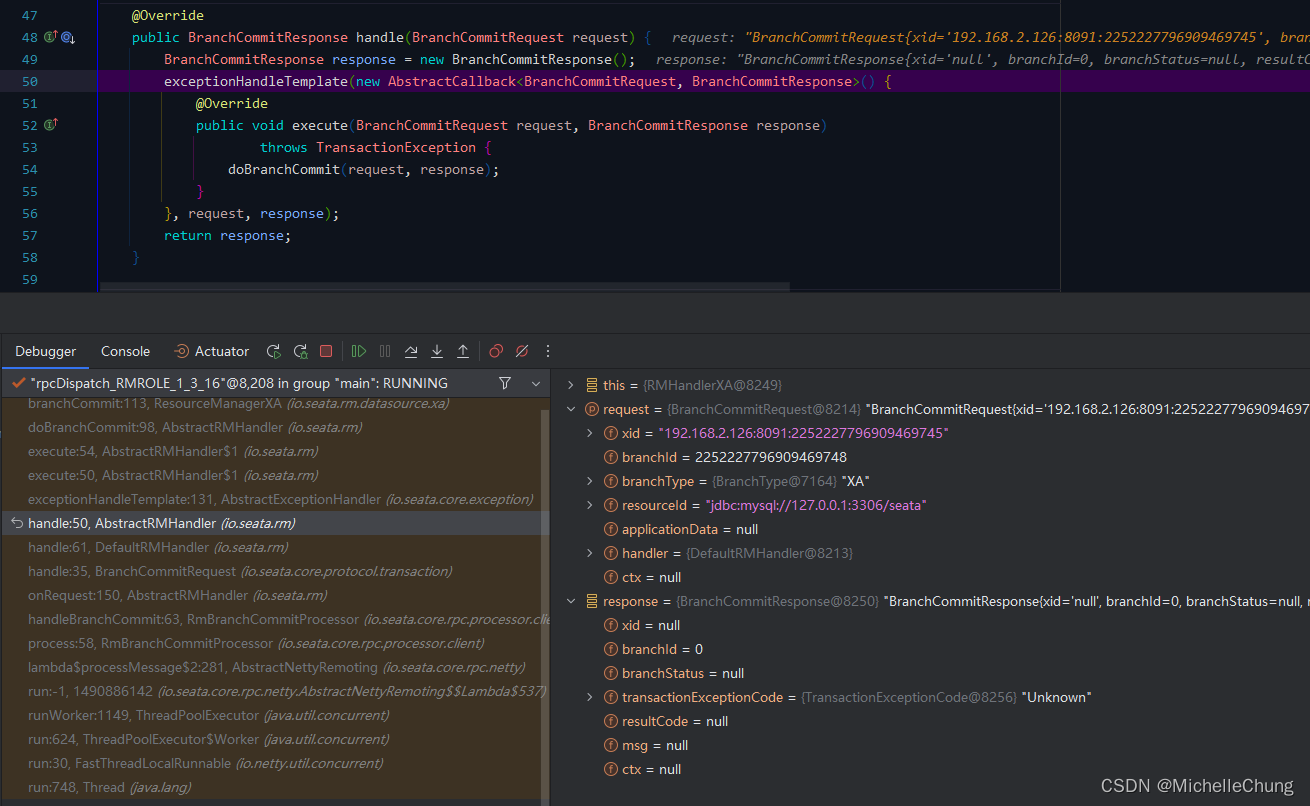 47 @Override
48 public BranchCommitResponse handle(BranchCommitRequest request) { request: "BranchCommitRequest{xid='192.168.2.126:8091:2252227796909469745', bran
49 BranchCommitResponse response = new BranchCommitResponse(); response: "BranchCommitResponse{xid='null', branchId=0, branchStatus=null, resultC
50 exceptionHandleTemplate(new AbstractCallback<BranchCommitRequest, BranchCommitResponse>() {
51 @Override
52 public void execute(BranchCommitRequest request, BranchCommitResponse response)
53 throws TransactionException {
54 doBranchCommit(request, response);
55 }
56 }, request, response);
57 return response;
58 }
59
Debugger Console Actuator
"rpcDispatch_RMROLE_1_3_16"@8,208 in group "main": RUNNING
branchCommit:113, ResourceManagerXA (io.seata.rm.datasource.xa)
doBranchCommit:98, AbstractRMHandler (io.seata.rm)
execute:54, AbstractRMHandler$1 (io.seata.rm)
execute:50, AbstractRMHandler$1 (io.seata.rm)
exceptionHandleTemplate:131, AbstractExceptionHandler (io.seata.core.exception)
handle:50, AbstractRMHandler (io.seata.rm)
handle:61, DefaultRMHandler (io.seata.rm)
handle:35, BranchCommitRequest (io.seata.core.protocol.transaction)
onRequest:150, AbstractRMHandler (io.seata.rm)
handleBranchCommit:63, RmBranchCommitProcessor (io.seata.core.rpc.processor.clie
process:58, RmBranchCommitProcessor (io.seata.core.rpc.processor.client)
lambda$processMessage$2:281, AbstractNettyRemoting (io.seata.core.rpc.netty)
run:-1, 1490886142 (io.seata.core.rpc.netty.AbstractNettyRemoting$$Lambda$537)
runWorker:1149, ThreadPoolExecutor (java.util.concurrent)
run:624, ThreadPoolExecutor$Worker (java.util.concurrent)
run:30, FastThreadLocalRunnable (io.netty.util.concurrent)
run:748, Thread (java.lang)
this = {RMHandlerXA@8249}
request = {BranchCommitRequest@8214} "BranchCommitRequest{xid='192.168.2.126:8091:22522277969094697
xid = "192.168.2.126:8091:2252227796909469745"
branchId = 2252227796909469748
branchType = {BranchType@7164} "XA"
resourceId = "jdbc:mysql://127.0.0.1:3306/seata"
applicationData = null
handler = {DefaultRMHandler@8213}
ctx = null
response = {BranchCommitResponse@8250} "BranchCommitResponse{xid='null', branchId=0, branchStatus=null, r
xid = null
branchId = 0
branchStatus = null
transactionExceptionCode = {TransactionExceptionCode@8256} "Unknown"
resultCode = null
msg = null
ctx = null
CSDN @MichelleChung